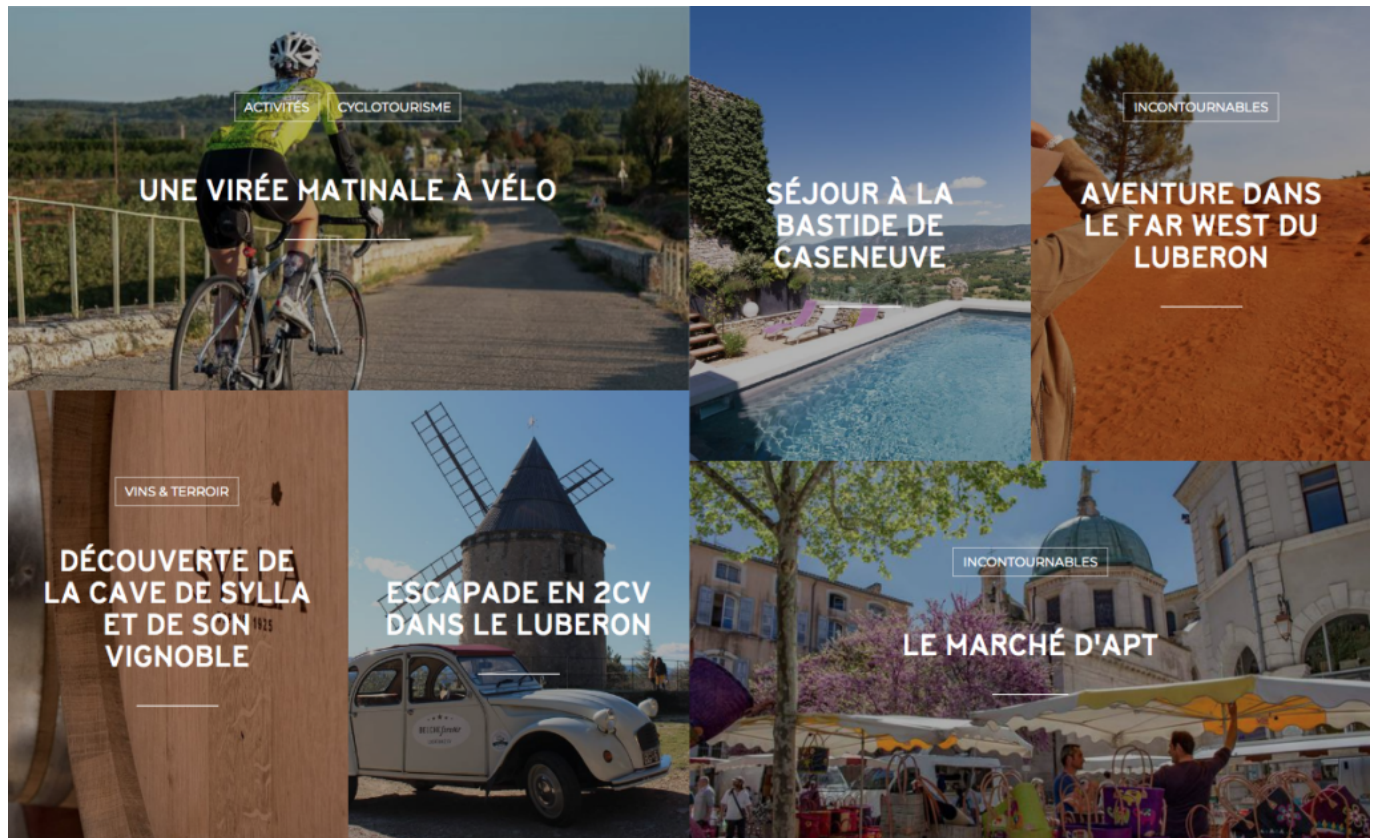 ACTIVITÉS CYCLOTOURISME
UNE VIRÉE MATINALE À VÉLO
SÉJOUR À LA
BASTIDE DE
CASENEUVE
INCONTOURNABLES
AVENTURE DANS
LE FAR WEST DU
LUBERON
VINS & TERROIR
DÉCOUVERTE DE
LA CAVE DE SYLLA
ET DE SON
VIGNOBLE
SYLLA
1925
ESCAPADE EN 2CV
DANS LE LUBERON
INCONTOURNABLES
LE MARCHÉ D'APT